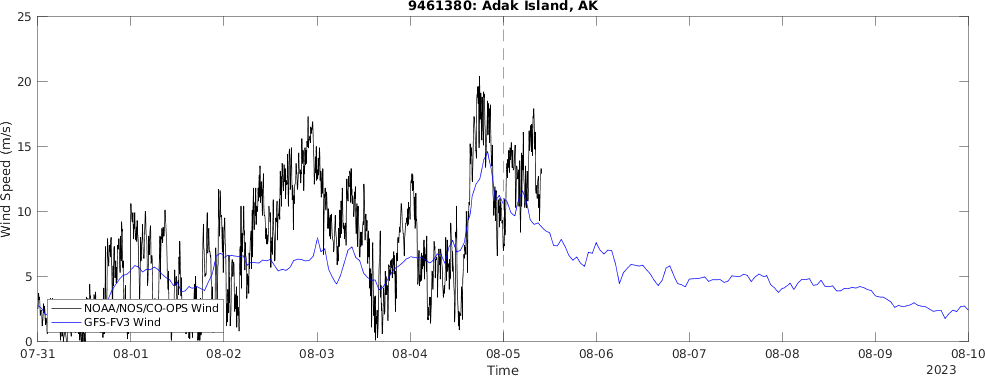 9461380: Adak Island, AK
25
20
15
10
5
0
Wind Speed (m/s)
NOAA/NOS/CO-OPS Wind
GFS-FV3 Wind
07-31 08-01 08-02 08-03 08-04 08-05 08-06 08-07 08-08 08-09 08-10
Time
2023